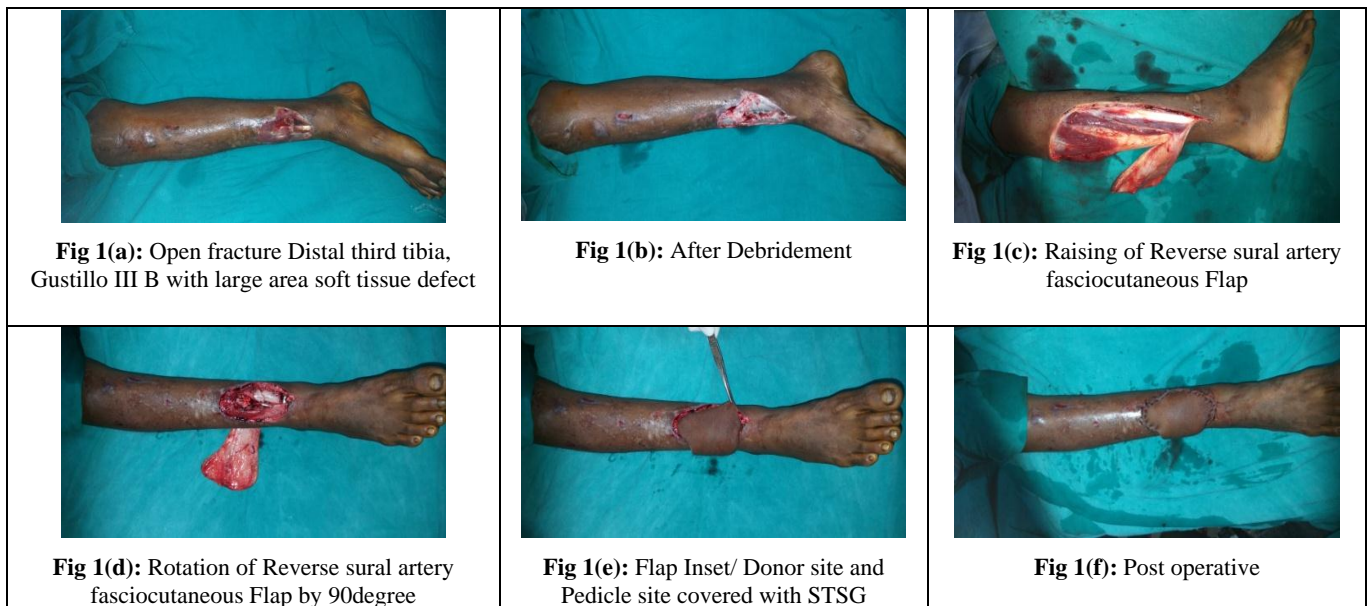 Fig 1(a): Open fracture Distal third tibia,
Gustillo III B with large area soft tissue defect
Fig 1(b): After Debridement
Fig 1(c): Raising of Reverse sural artery
fasciocutaneous Flap
Fig 1(d): Rotation of Reverse sural artery
fasciocutaneous Flap by 90degree
Fig 1(e): Flap Inset/ Donor site and
Pedicle site covered with STSG
Fig 1(f): Post operative